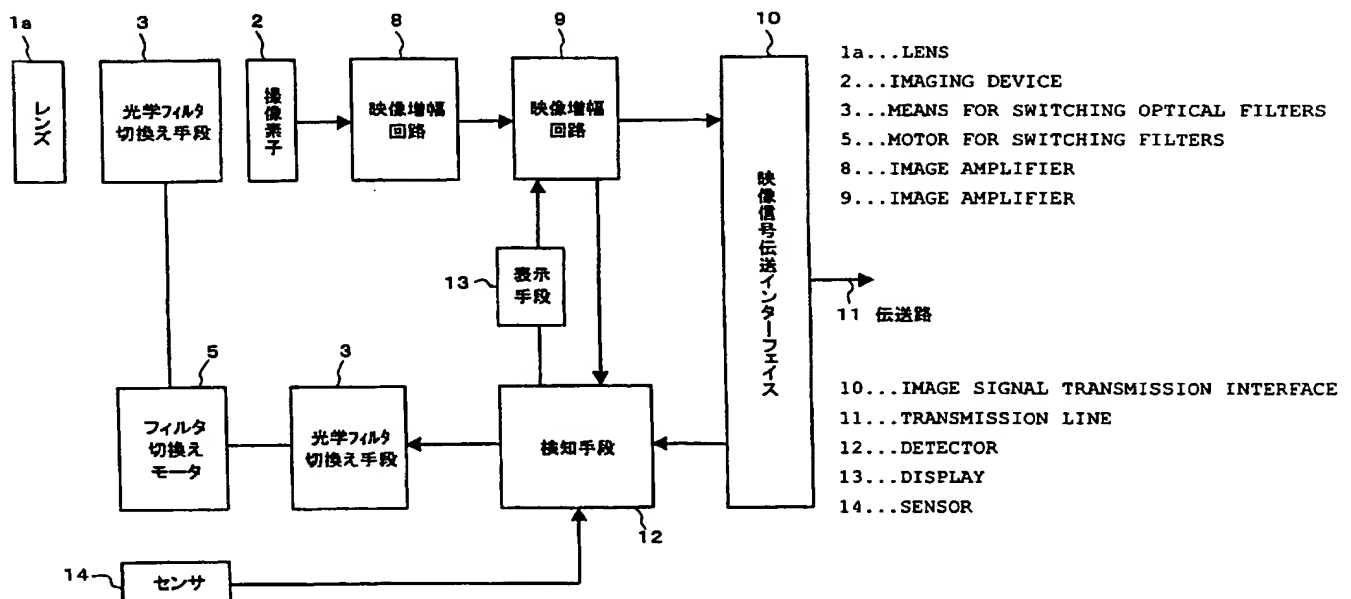 1a
3
2
8
9
10
レンズ
光学フィルタ
切換え手段
撮像素子
映像増幅
回路
映像増幅
回路
映像信号伝送インターフェイス
13
表示
手段
11 伝送路
5
3
フィルタ
切換え
モータ
光学フィルタ
切換え手段
検知手段
12
14
センサ
1a...LENS
2...IMAGING DEVICE
3...MEANS FOR SWITCHING OPTICAL FILTERS
5...MOTOR FOR SWITCHING FILTERS
8...IMAGE AMPLIFIER
9...IMAGE AMPLIFIER
10...IMAGE SIGNAL TRANSMISSION INTERFACE
11...TRANSMISSION LINE
12...DETECTOR
13...DISPLAY
14...SENSOR